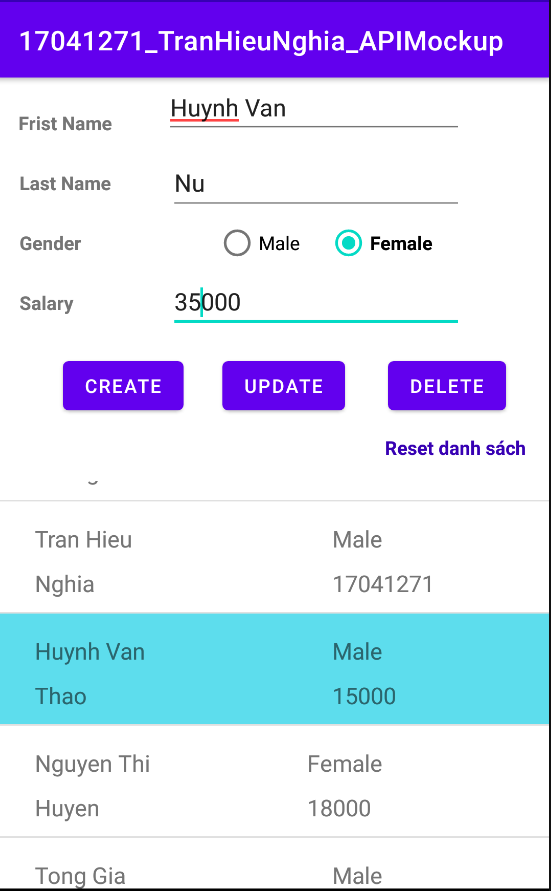 17041271_TranHieuNghia_APIMockup
Frist Name Huynh Van
Last Name Nu
Gender Male Female
Salary 35000
CREATE UPDATE DELETE
Reset danh sách
Tran Hieu Male
Nghia 17041271
Huynh Van Male
Thao 15000
Nguyen Thi Female
Huyen 18000
Tong Gia Male